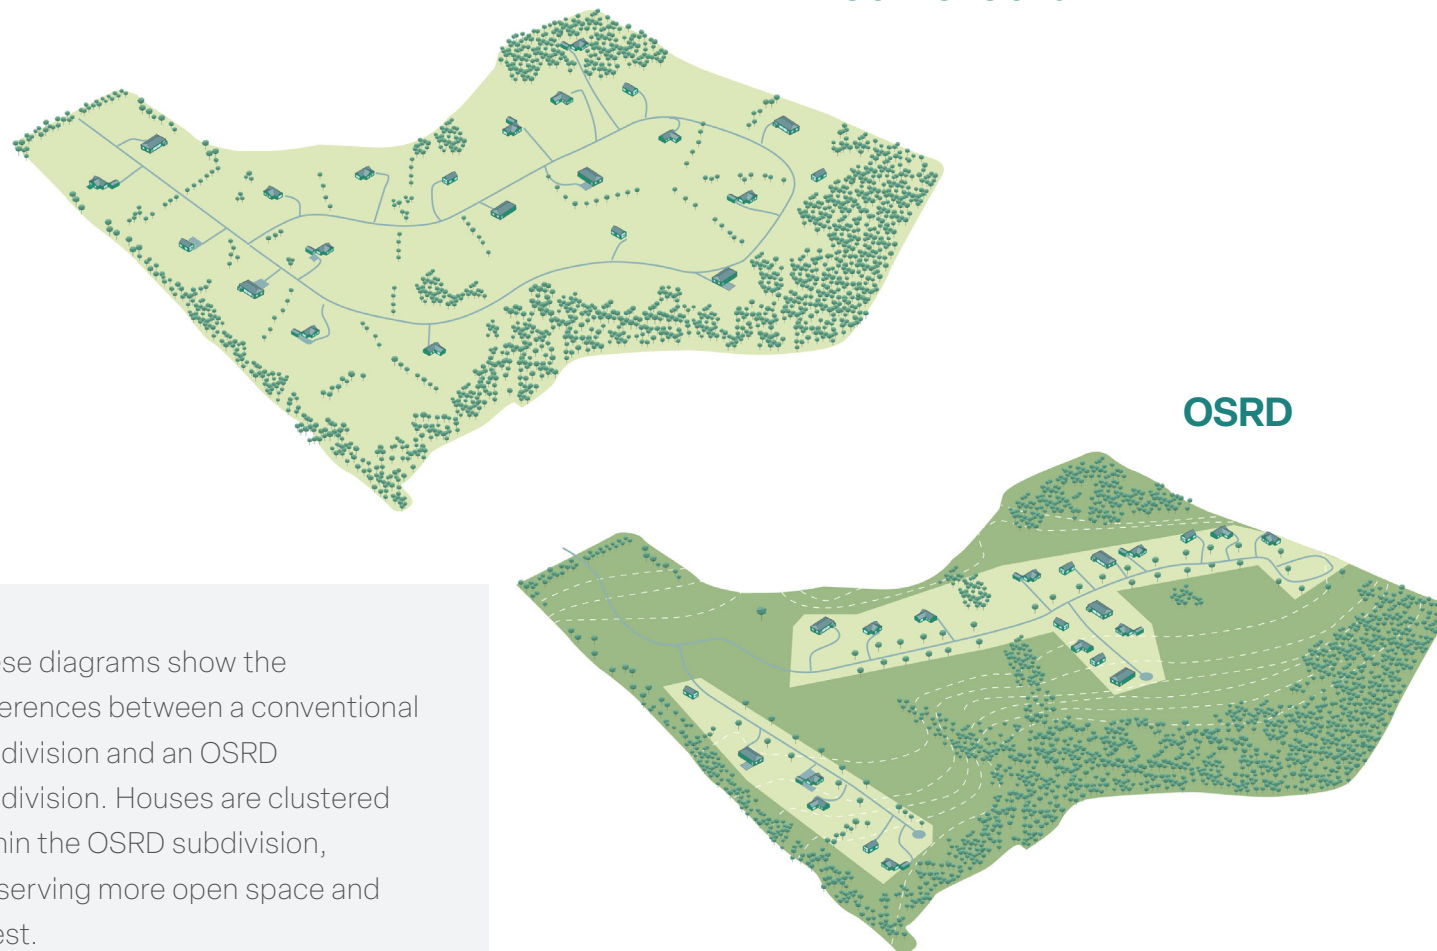 OSRD
ese diagrams show the
erences between a conventional
division and an OSRD
division. Houses are clustered
hin the OSRD subdivision,
serving more open space and
est.